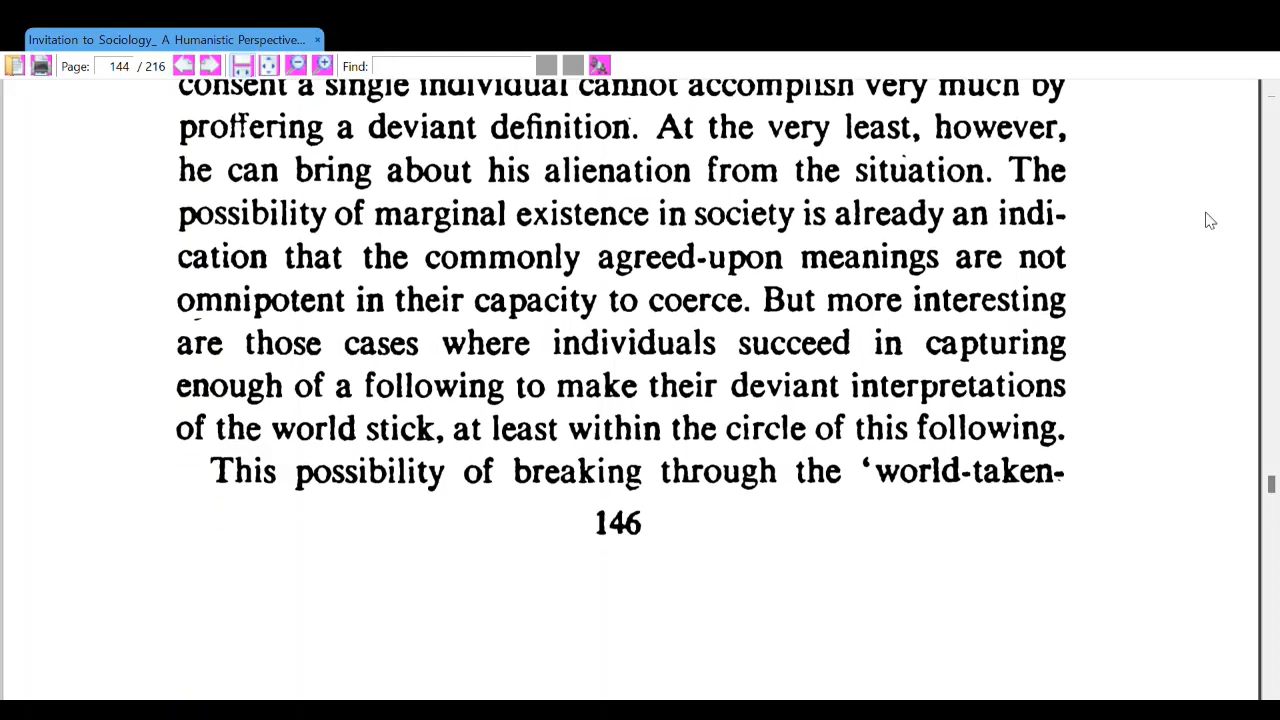 Invitation to Sociology_ A Humanistic Perspective... ×
Page: 144 / 216 Find:
consent a single individual cannot accomplish very much by
proffering a deviant definition. At the very least, however,
he can bring about his alienation from the situation. The
possibility of marginal existence in society is already an indi-
cation that the commonly agreed-upon meanings are not
omnipotent in their capacity to coerce. But more interesting
are those cases where individuals succeed in capturing
enough of a following to make their deviant interpretations
of the world stick, at least within the circle of this following.
This possibility of breaking through the ‘world-taken-
146